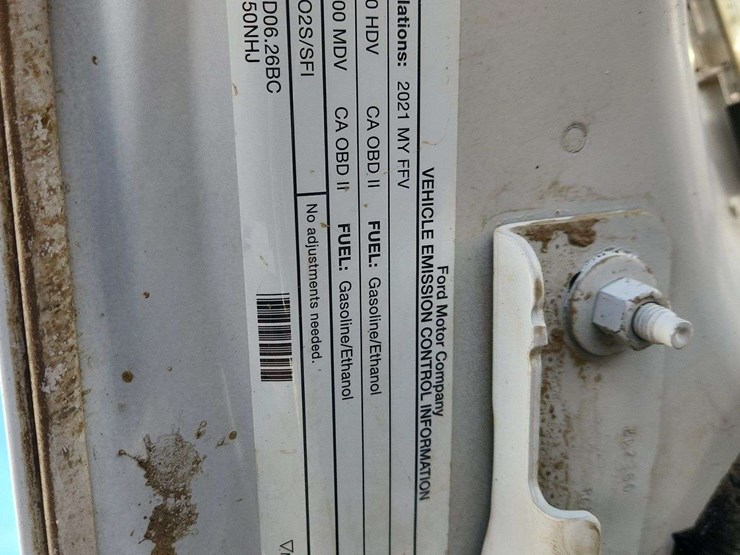 Ford Motor Company
VEHICLE EMISSION CONTROL INFORMATION
lations: 2021 MY FFV
0 HDV CA OBD II FUEL: Gasoline/Ethanol
00 MDV CA OBD II FUEL: Gasoline/Ethanol
O2S/SFI No adjustments needed.
D06.26BC
50NHJ